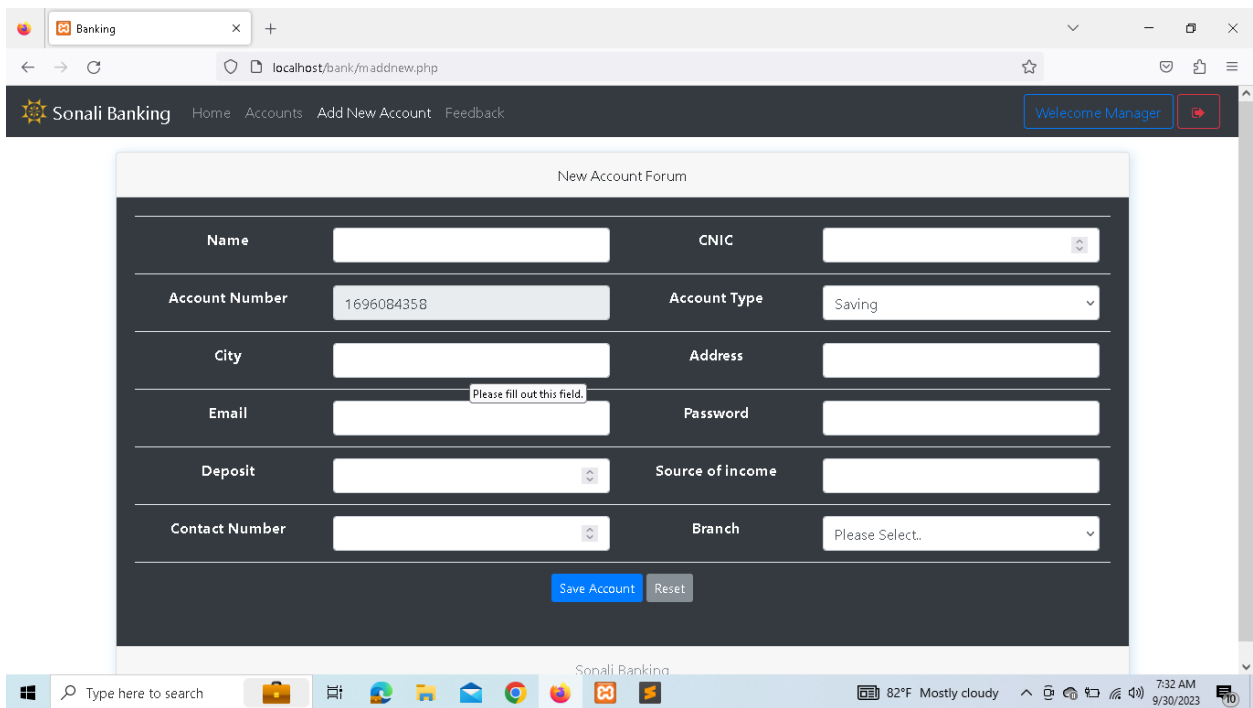 Banking
localhost/bank/maddnew.php
Sonali Banking Home Accounts Add New Account Feedback Welecome Manager
New Account Forum
Name CNIC
Account Number 1696084358 Account Type Saving
City Address
Please fill out this field.
Email Password
Deposit Source of income
Contact Number Branch Please Select..
Save Account Reset
Sonali Banking
Type here to search 82°F Mostly cloudy 7:32 AM
9/30/2023 10